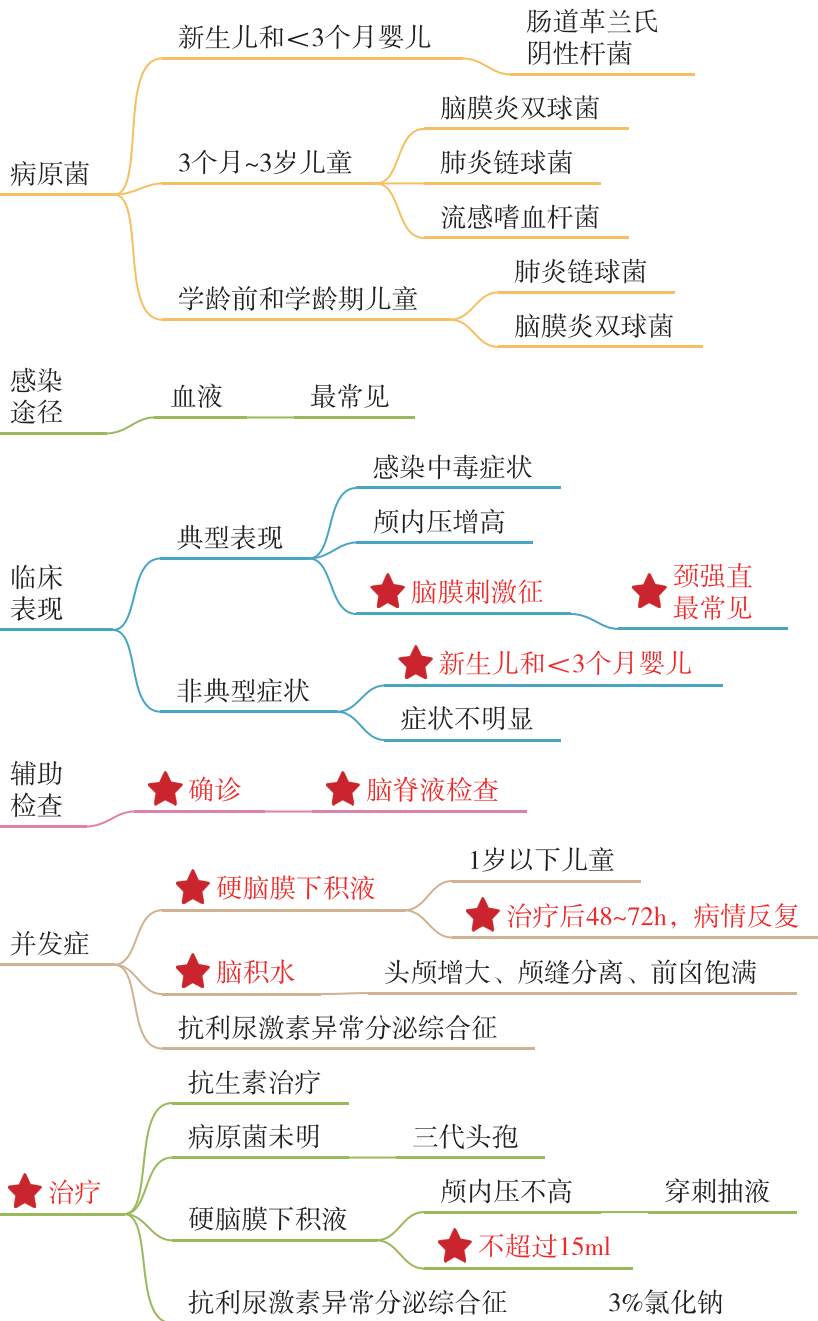 病原菌
新生儿和<3个月婴儿
肠道革兰氏
阴性杆菌
3个月~3岁儿童
脑膜炎双球菌
肺炎链球菌
流感嗜血杆菌
学龄前和学龄期儿童
肺炎链球菌
脑膜炎双球菌
感染
途径
血液
最常见
临床
表现
典型表现
感染中毒症状
颅内压增高
脑膜刺激征
颈强直
最常见
非典型症状
新生儿和<3个月婴儿
症状不明显
辅助
检查
确诊
脑脊液检查
并发症
硬脑膜下积液
1岁以下儿童
治疗后48~72h，病情反复
脑积水
头颅增大、颅缝分离、前囟饱满
抗利尿激素异常分泌综合征
治疗
抗生素治疗
病原菌未明
三代头孢
硬脑膜下积液
颅内压不高
穿刺抽液
不超过15ml
抗利尿激素异常分泌综合征
3%氯化钠